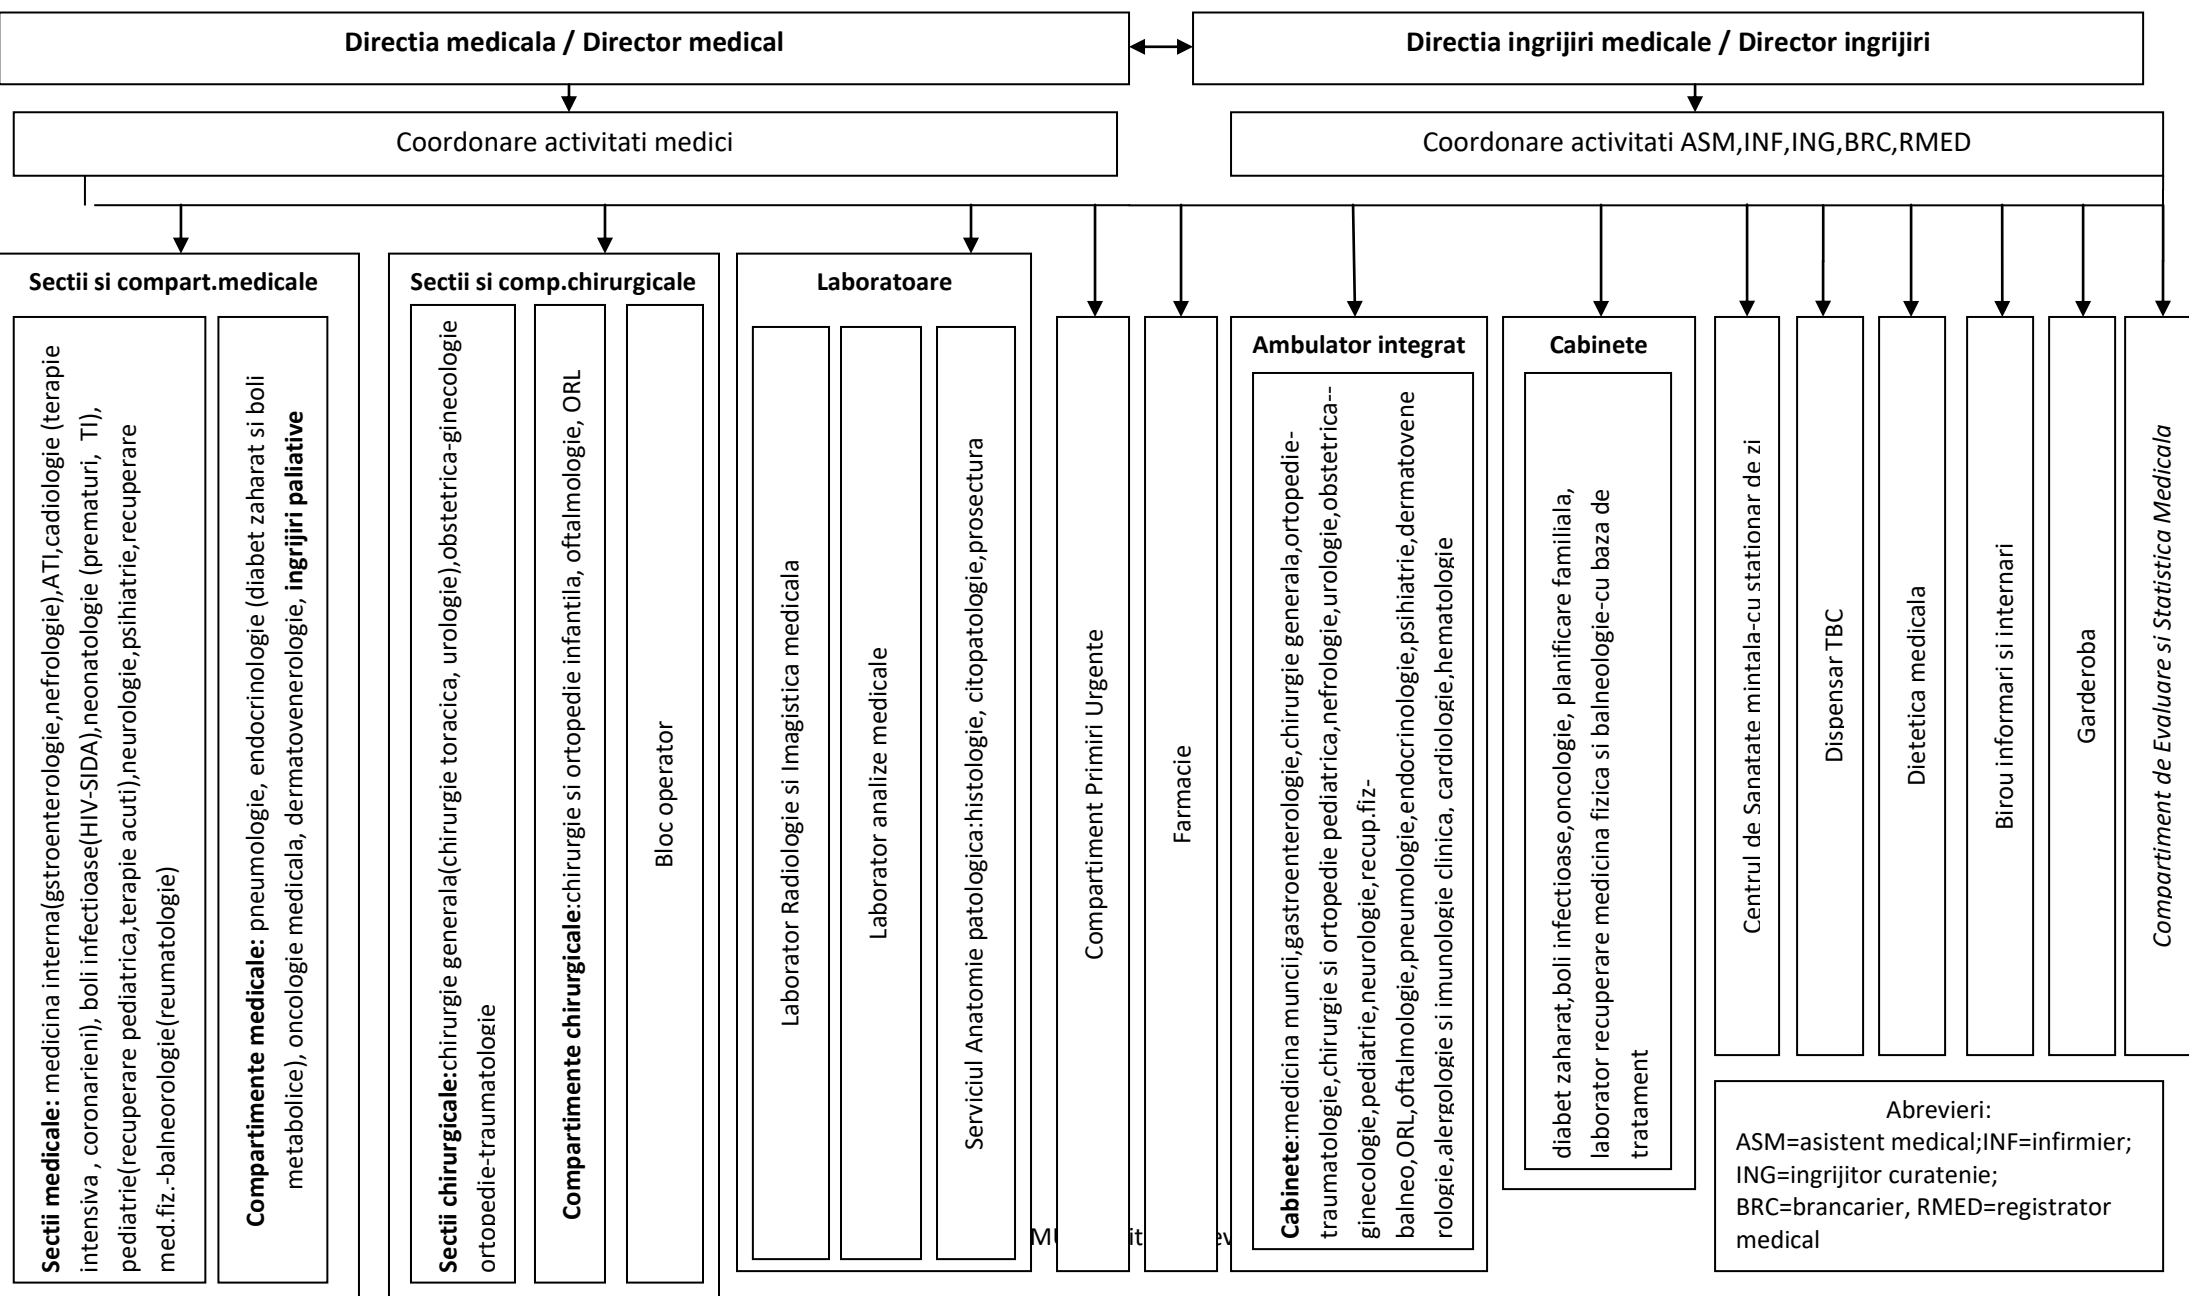 Directia medicala / Director medical
Directia ingrijiri medicale / Director ingrijiri
Coordonare activitati medici
Coordonare activitati ASM,INF,ING,BRC,RMED
Sectii si compart.medicale
Sectii medicale: medicina interna(gstroenterologie,nefrologie),ATI,cadiologie (terapie
intensiva , coronarieni), boli infectioase(HIV-SIDA),neonatologie (prematuri, TI),
pediatrie(recuperare pediatrica,terapie acuti),neurologie,psihiatrie,recuperare
med.fiz.-balneorologie(reumatologie)
Compartimente medicale: pneumologie, endocrinologie (diabet zaharat si boli
metabolice), oncologie medicala, dermatovenerologie, ingrijiri paliative
Sectii si comp.chirurgicale
Sectii chirurgicale:chirurgie generala(chirurgie toracica, urologie),obstetrica-ginecologie
ortopedie-traumatologie
Compartimente chirurgicale:chirurgie si ortopedie infantila, oftalmologie, ORL
Bloc operator
Laboratoare
Laborator Radiologie si Imagistica medicala
Laborator analize medicale
Serviciul Anatomie patologica:histologie, citopatologie,prosectura
Compartiment Primiri Urgente
Farmacie
Ambulator integrat
Cabinete:medicina muncii,gastroenterologie,chirurgie generala,ortopedie-
traumatologie,chirurgie si ortopedie pediatrica,nefrologie,urologie,obstetrica--
ginecologie,pediatrie,neurologie,recup.fiz-
balneo,ORL,oftalmologie,pneumologie,endocrinologie,psihiatrie,dermatovene
rologie,alergologie si imunologie clinica, cardiologie,hematologie
Cabinete
diabet zaharat,boli infectioase,oncologie, planificare familiala,
laborator recuperare medicina fizica si balneologie-cu baza de
tratament
Centrul de Sanatate mintala-cu stationar de zi
Dispensar TBC
Dietetica medicala
Birou informari si internari
Garderoba
Compartiment de Evaluare si Statistica Medicala
Abrevieri:
ASM=asistent medical;INF=infirmier;
ING=ingrijitor curatenie;
BRC=brancarier, RMED=registrator
medical